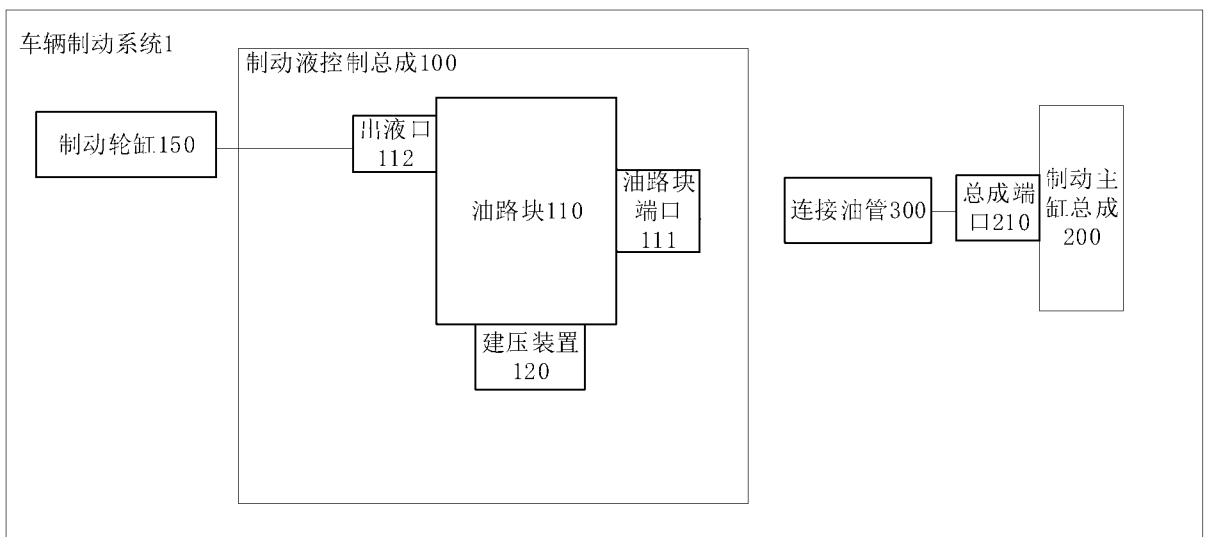 车辆制动系统1
制动液控制总成100
制动轮缸150
出液口
112
油路块110
油路块
端口
111
建压装置
120
连接油管300
总成端
口210
制动主
缸总成
200